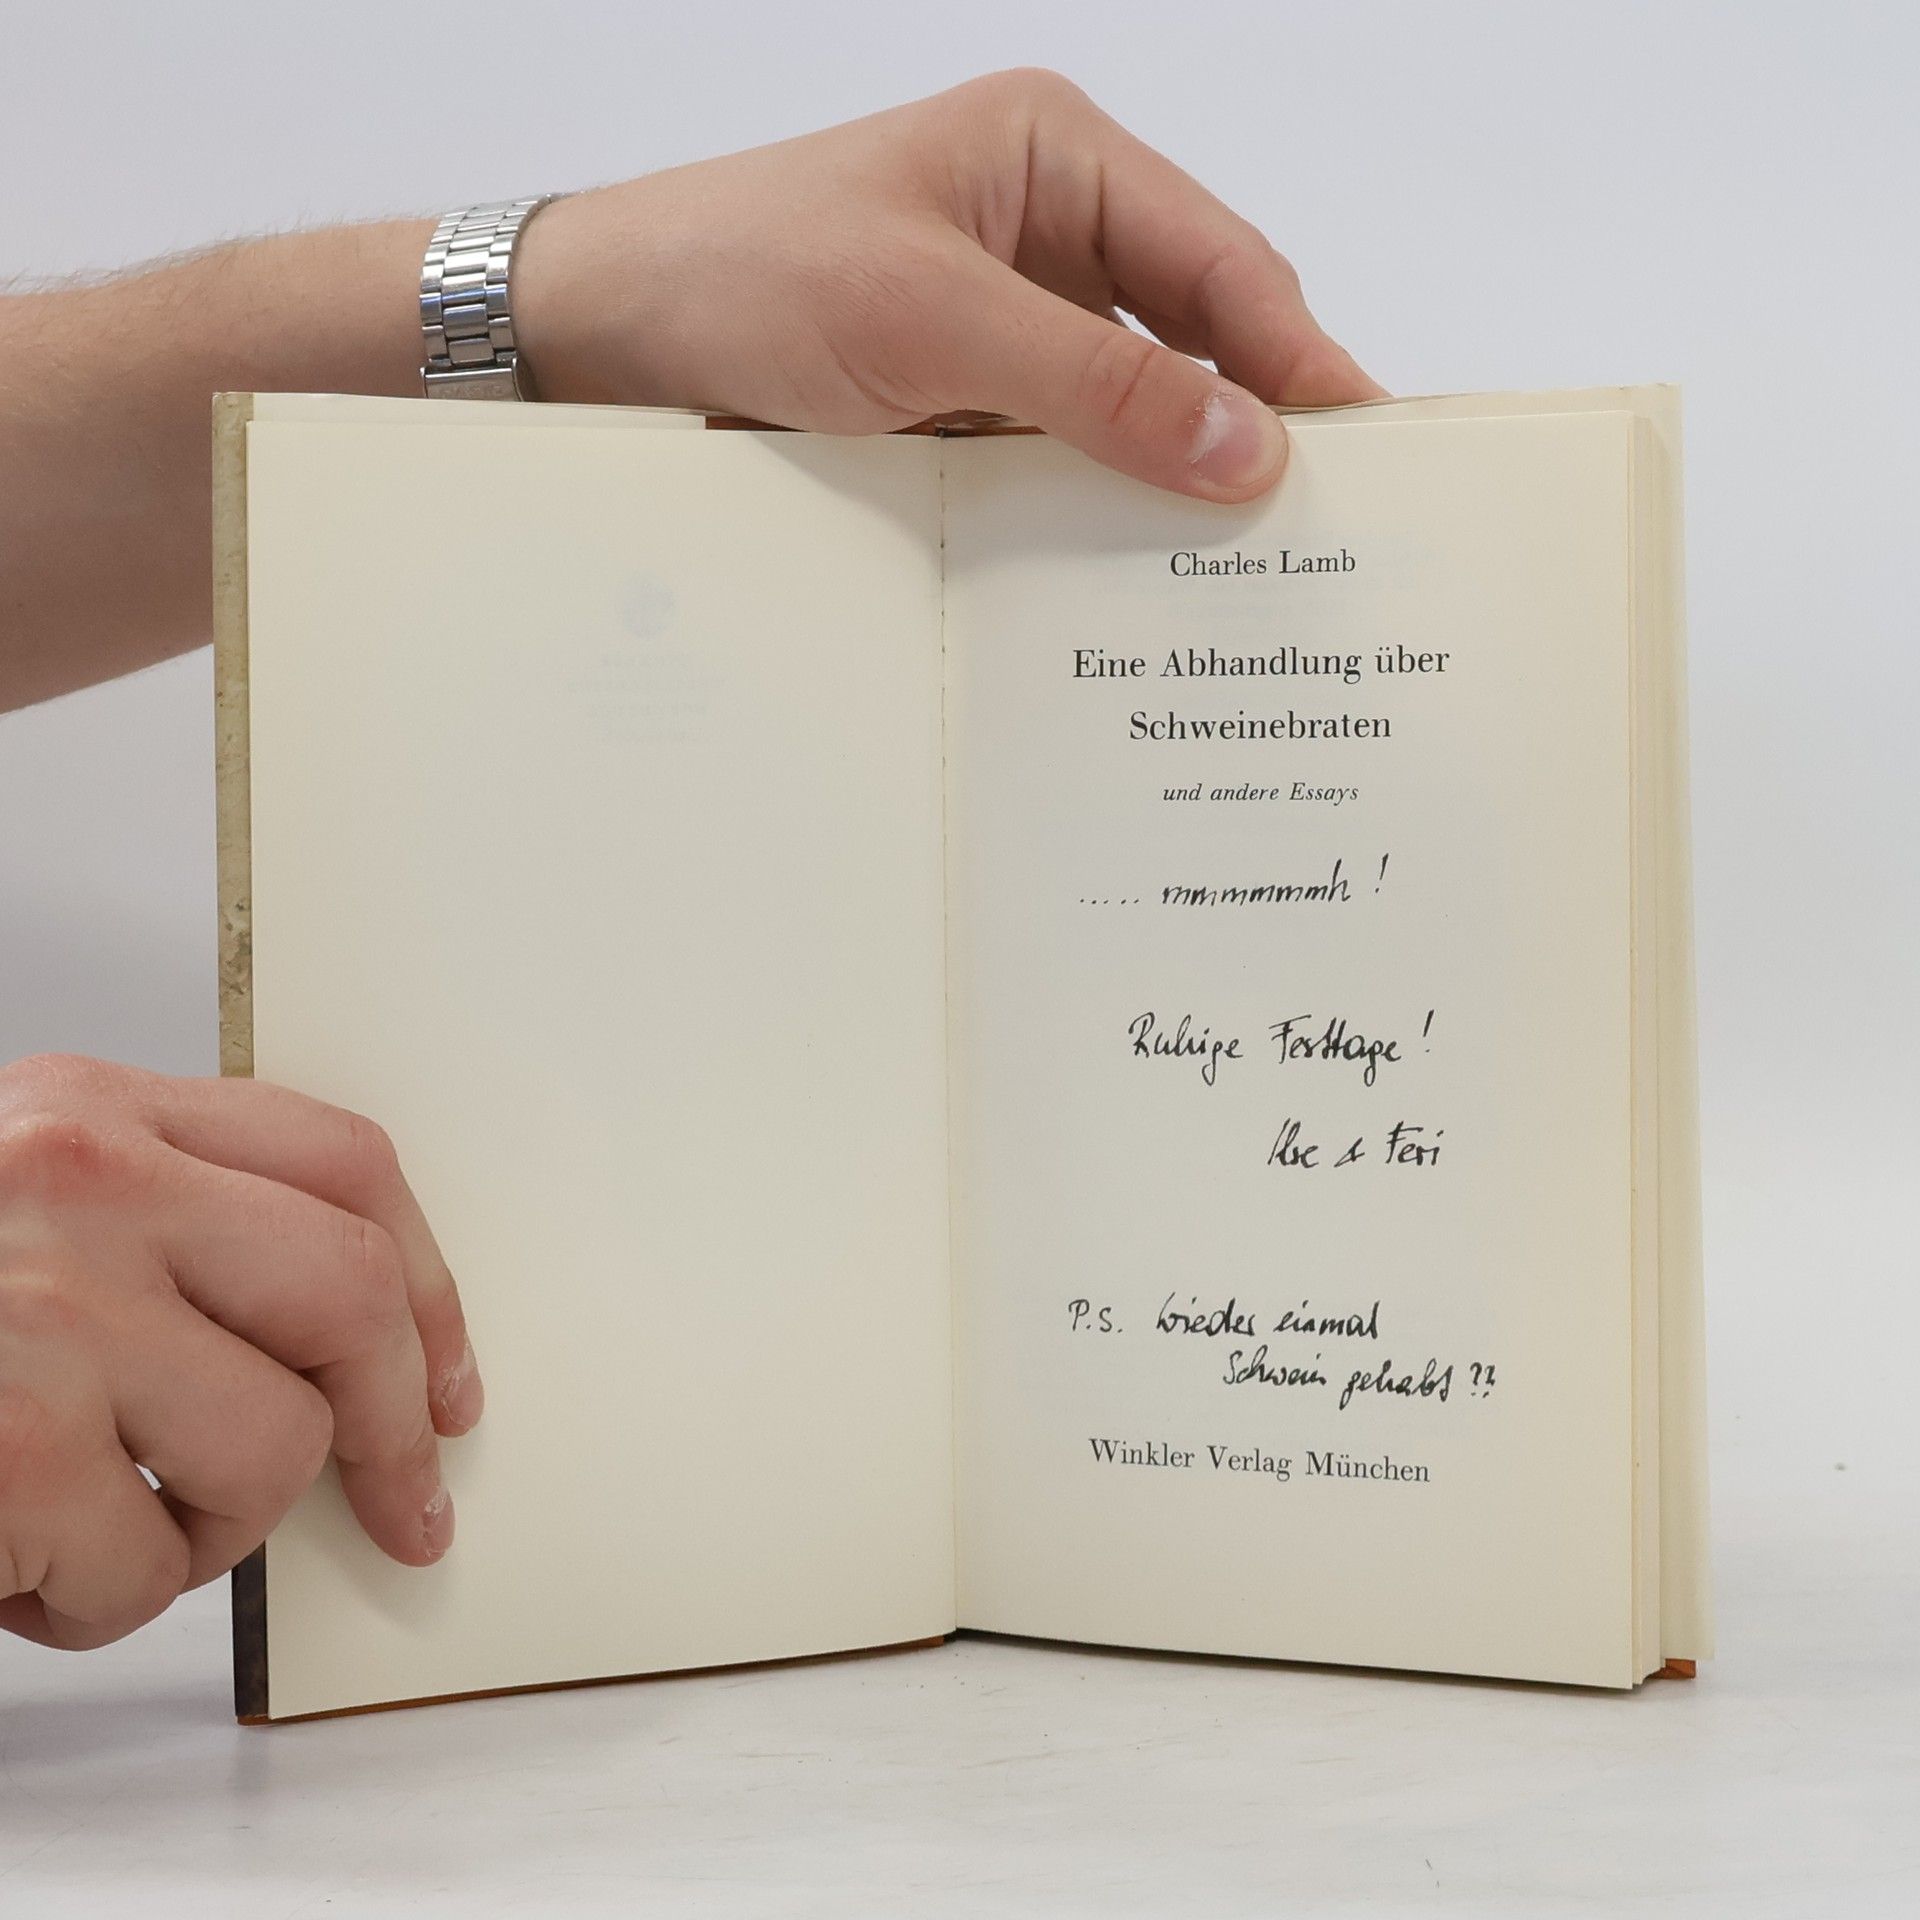 Charles Lamb
Eine Abhandlung über
Schweinebraten
und andere Essays
..... mmmmmmmh !
Ruhige Festtage !
Ilse & Feri
P.S. Wieder einmal
Schwein gehabt ??
Winkler Verlag München